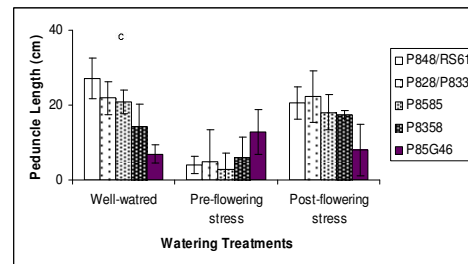 c
Peduncle Length (cm)
40
20
0
Well-watred
Pre-flowering
stress
Post-flowering
stress
Watering Treatments
P848/RS61
P828/P833
P8585
P8358
P85G46